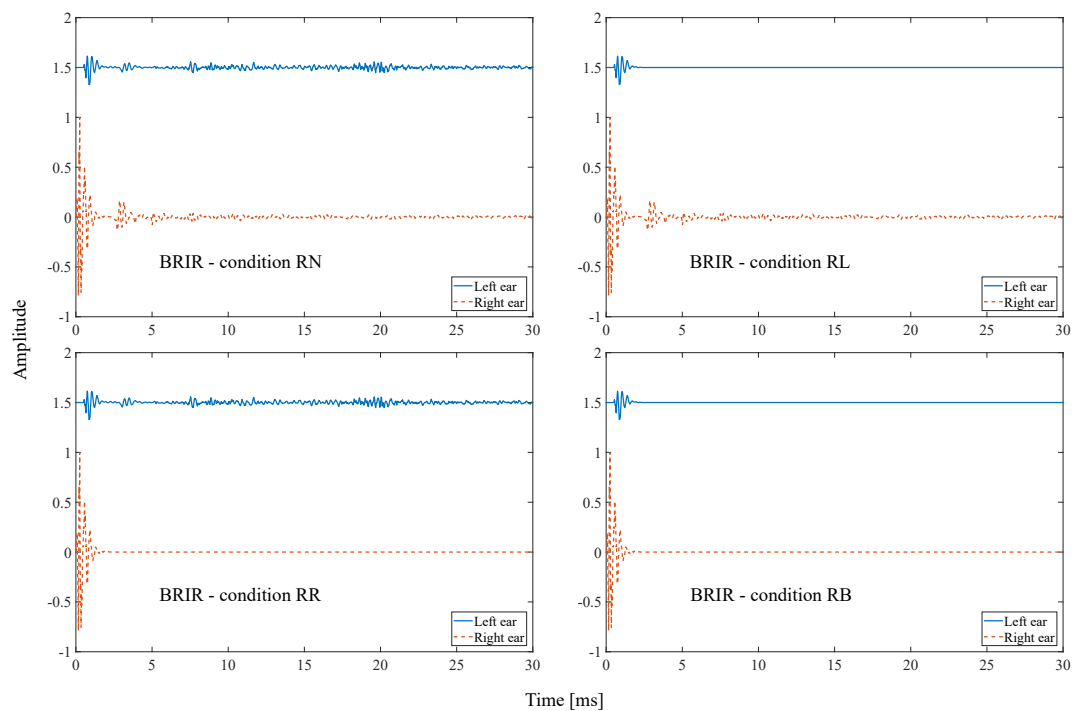 2
1.5
1
0.5
0
-0.5
-1
0 5 10 15 20 25 30
BRIR - condition RN
Left ear
Right ear
2
1.5
1
0.5
0
-0.5
-1
0 5 10 15 20 25 30
BRIR - condition RL
Left ear
Right ear
Amplitude
2
1.5
1
0.5
0
-0.5
-1
0 5 10 15 20 25 30
BRIR - condition RR
Left ear
Right ear
2
1.5
1
0.5
0
-0.5
-1
0 5 10 15 20 25 30
BRIR - condition RB
Left ear
Right ear
Time [ms]